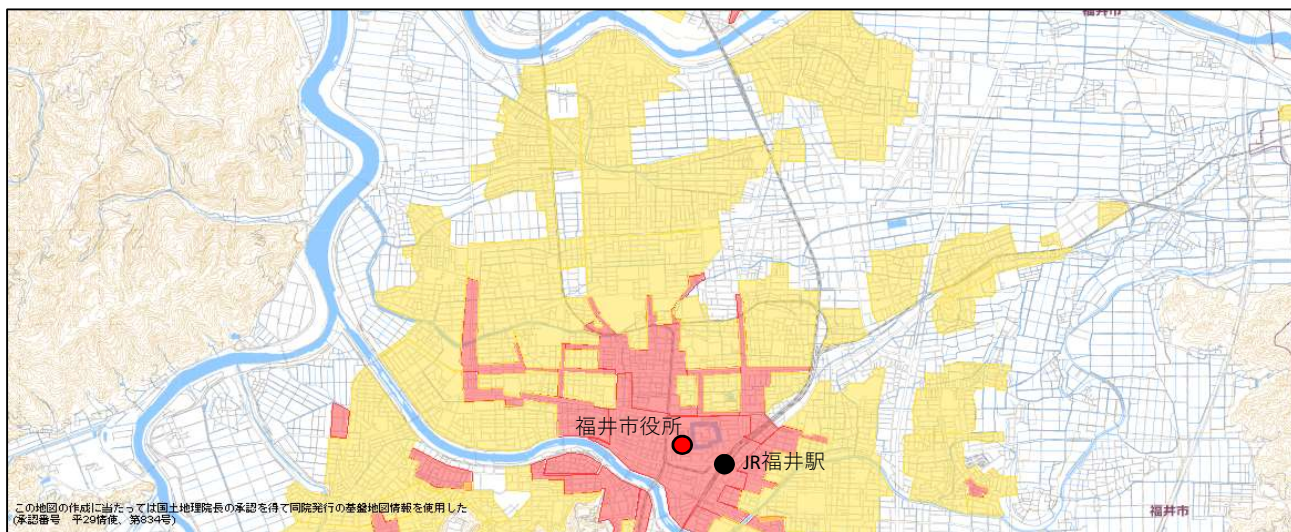 福井市
福井市役所
JR福井駅
この地図の作成に当たっては国土地理院長の承認を得て同院発行の基盤地図情報を使用した
(承認番号 平29情使、第834号)
福井市